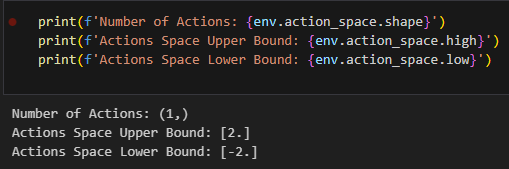 print(f'Number of Actions: {env.action_space.shape}')
print(f'Actions Space Upper Bound: {env.action_space.high}')
print(f'Actions Space Lower Bound: {env.action_space.low}')
Number of Actions: (1,)
Actions Space Upper Bound: [2.]
Actions Space Lower Bound: [-2.]